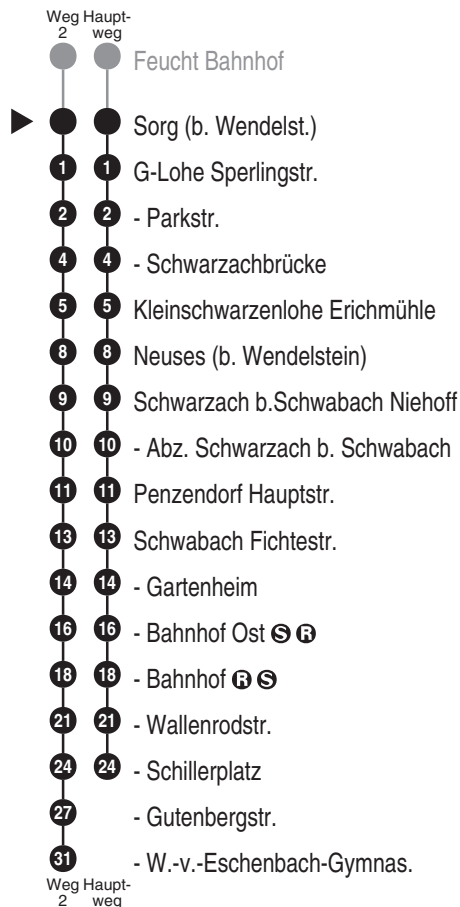 Weg Haupt-
2 weg
Feucht Bahnhof
Sorg (b. Wendelst.)
1 1 G-Lohe Sperlingstr.
2 2 - Parkstr.
4 4 - Schwarzachbrücke
5 5 Kleinschwarzenlohe Erichmühle
8 8 Neuses (b. Wendelstein)
9 9 Schwarzach b.Schwabach Niehoff
10 10 - Abz. Schwarzach b. Schwabach
11 11 Penzendorf Hauptstr.
13 13 Schwabach Fichtestr.
14 14 - Gartenheim
16 16 - Bahnhof Ost S R
18 18 - Bahnhof R S
21 21 - Wallenrodstr.
24 24 - Schillerplatz
27 - Gutenbergstr.
31 - W.-v.-Eschenbach-Gymnas.
Weg Haupt-
2 weg